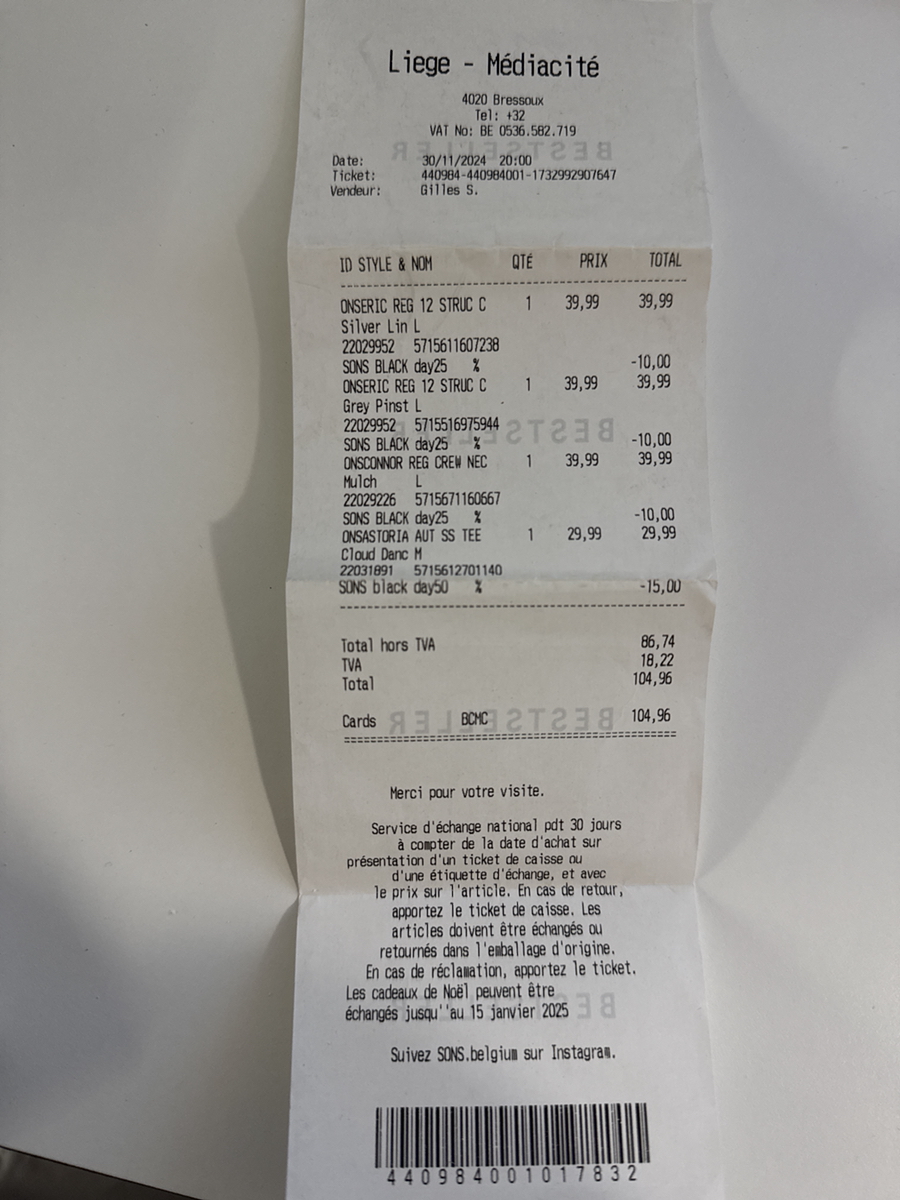 Liege - Médiacité
4020 Bressoux
Tel: +32
VAT No: BE 0536.582.719
BESTSELLER
Date: 30/11/2024 20:00
Ticket: 440984-440984001-1732992907647
Vendeur: Gilles S.
ID STYLE & NOM QTÉ PRIX TOTAL
ONSERIC REG 12 STRUC C 1 39,99 39,99
Silver Lin L
22029952 5715611607238
SONS BLACK day25 % -10,00
ONSERIC REG 12 STRUC C 1 39,99 39,99
Grey Pinst L
22029952 5715516975944
BESTSELLER
SONS BLACK day25 % -10,00
ONSCONNOR REG CREW NEC 1 39,99 39,99
Mulch L
22029226 5715671160667
SONS BLACK day25 % -10,00
ONSASTORIA AUT SS TEE 1 29,99 29,99
Cloud Danc M
22031891 5715612701140
SONS black day50 % -15,00
Total hors TVA 86,74
TVA 18,22
Total 104,96
Cards BCMC 104,96
BESTSELLER
Merci pour votre visite.
Service d'échange national pdt 30 jours
à compter de la date d'achat sur
présentation d'un ticket de caisse ou
d'une étiquette d'échange, et avec
le prix sur l'article. En cas de retour,
apportez le ticket de caisse. Les
articles doivent être échangés ou
retournés dans l'emballage d'origine.
En cas de réclamation, apportez le ticket.
Les cadeaux de Noël peuvent être
échangés jusqu''au 15 janvier 2025
BESTSELLER
Suivez SONS.belgium sur Instagram.
440984001017832